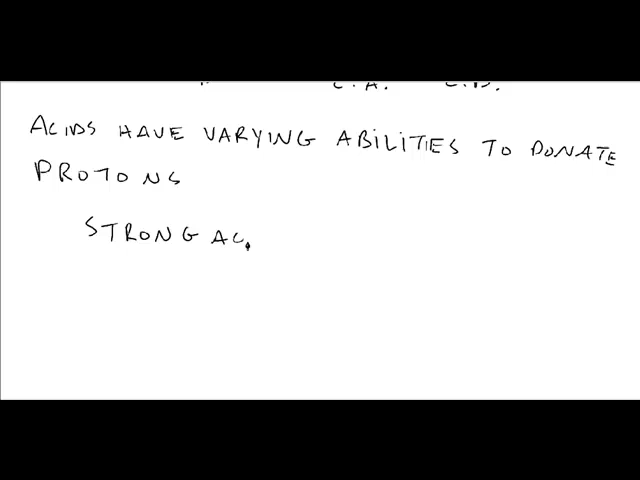 C.A. C.B.
ACIDS HAVE VARYING ABILITIES TO DONATE
PROTONS
STRONG AC